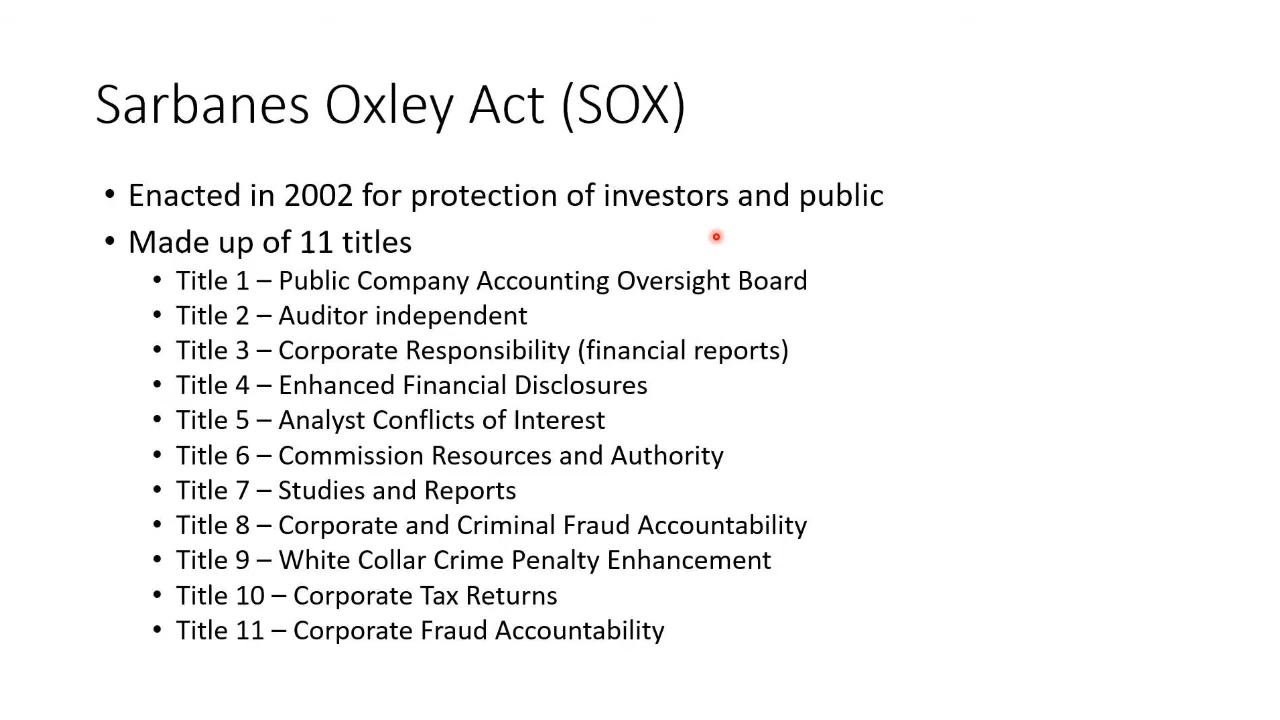 Sarbanes Oxley Act (SOX)
• Enacted in 2002 for protection of investors and public
• Made up of 11 titles
• Title 1 – Public Company Accounting Oversight Board
• Title 2 – Auditor independent
• Title 3 – Corporate Responsibility (financial reports)
• Title 4 – Enhanced Financial Disclosures
• Title 5 – Analyst Conflicts of Interest
• Title 6 – Commission Resources and Authority
• Title 7 – Studies and Reports
• Title 8 – Corporate and Criminal Fraud Accountability
• Title 9 – White Collar Crime Penalty Enhancement
• Title 10 – Corporate Tax Returns
• Title 11 – Corporate Fraud Accountability